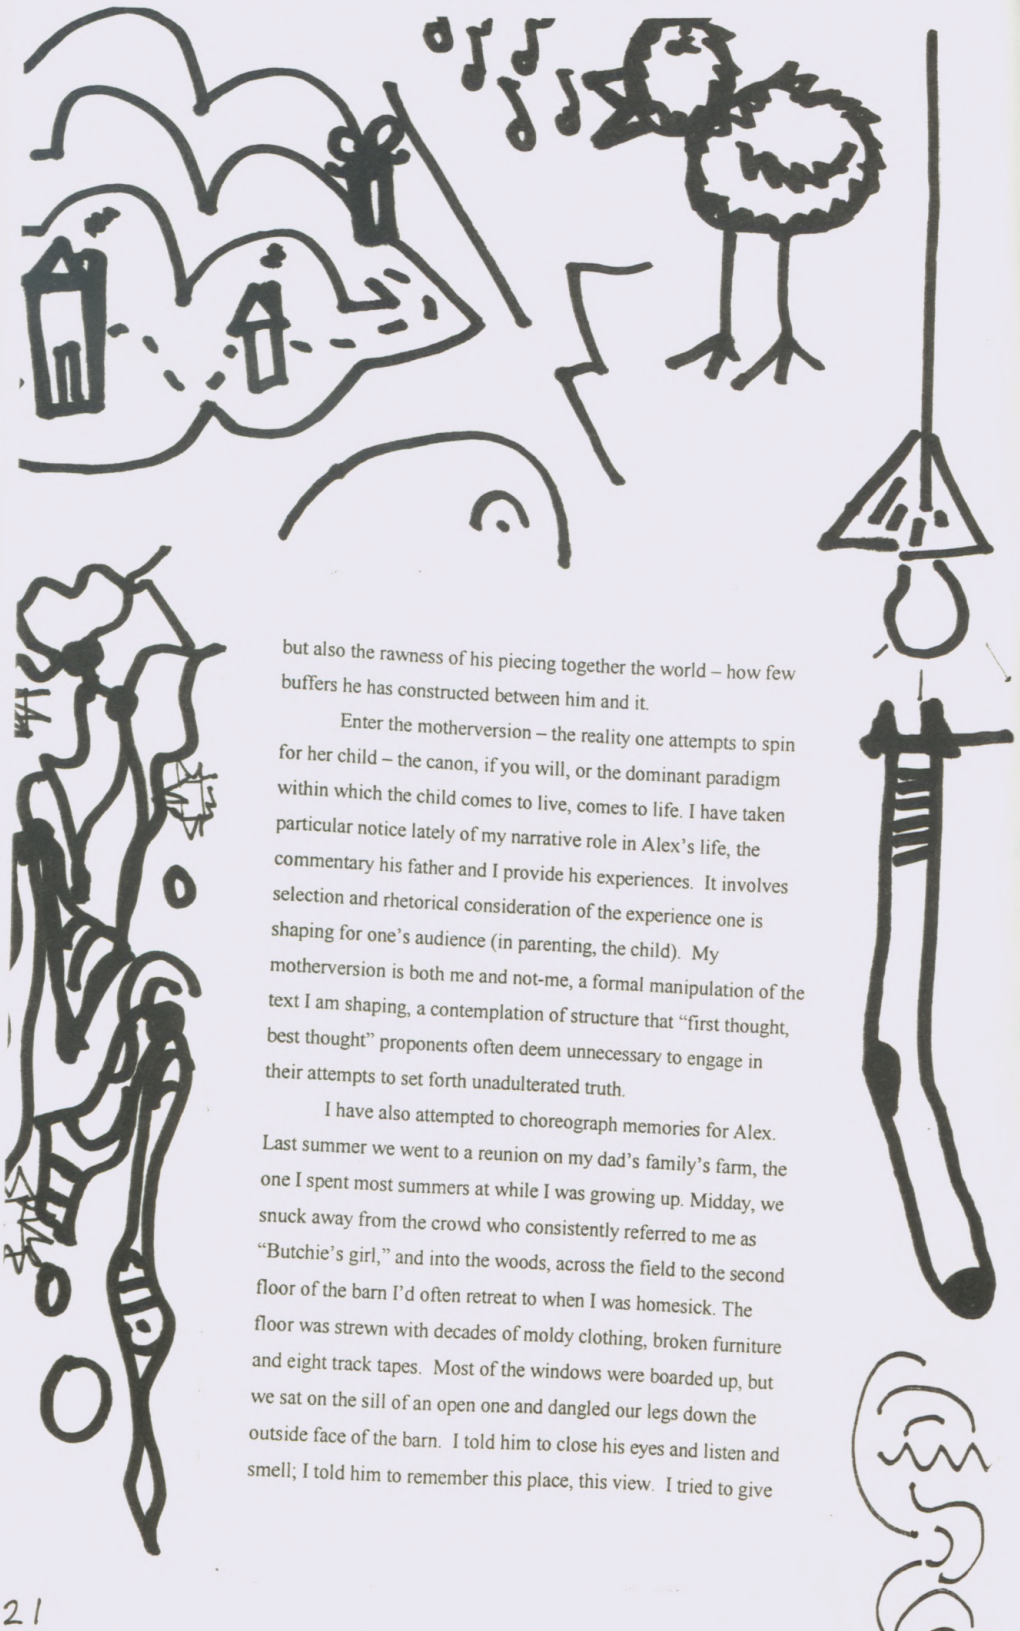 but also the rawness of his piecing together the world – how few
buffers he has constructed between him and it.
Enter the motherversion – the reality one attempts to spin
for her child – the canon, if you will, or the dominant paradigm
within which the child comes to live, comes to life. I have taken
particular notice lately of my narrative role in Alex's life, the
commentary his father and I provide his experiences.  It involves
selection and rhetorical consideration of the experience one is
shaping for one's audience (in parenting, the child).  My
motherversion is both me and not-me, a formal manipulation of the
text I am shaping, a contemplation of structure that “first thought,
best thought” proponents often deem unnecessary to engage in
their attempts to set forth unadulterated truth.
I have also attempted to choreograph memories for Alex.
Last summer we went to a reunion on my dad's family's farm, the
one I spent most summers at while I was growing up. Midday, we
snuck away from the crowd who consistently referred to me as
“Butchie's girl,” and into the woods, across the field to the second
floor of the barn I'd often retreat to when I was homesick. The
floor was strewn with decades of moldy clothing, broken furniture
and eight track tapes.  Most of the windows were boarded up, but
we sat on the sill of an open one and dangled our legs down the
outside face of the barn.  I told him to close his eyes and listen and
smell; I told him to remember this place, this view.  I tried to give
21